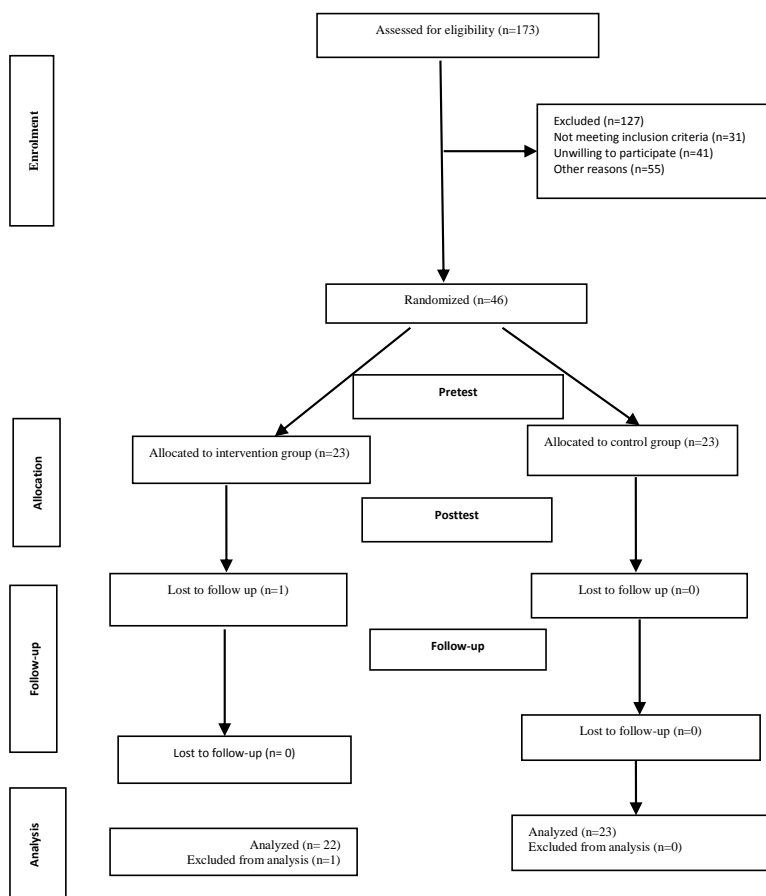 Assessed for eligibility (n=173)
Enrolment
Excluded (n=127)
Not meeting inclusion criteria (n=31)
Unwilling to participate (n=41)
Other reasons (n=55)
Randomized (n=46)
Pretest
Allocated to intervention group (n=23)
Allocated to control group (n=23)
Allocation
Posttest
Lost to follow up (n=1)
Lost to follow up (n=0)
Follow-up
Follow-up
Lost to follow-up (n= 0)
Lost to follow-up (n=0)
Analysis
Analyzed (n= 22)
Excluded from analysis (n=1)
Analyzed (n=23)
Excluded from analysis (n=0)